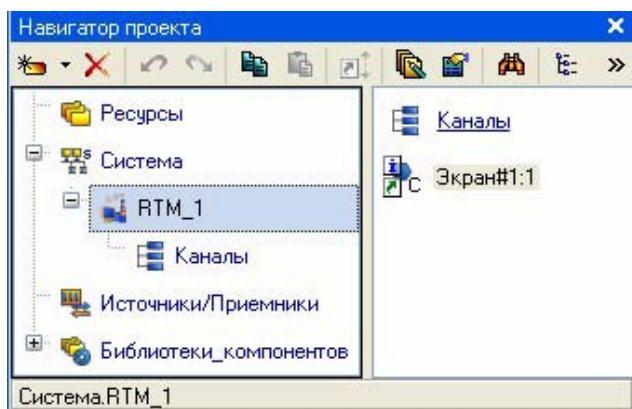 Навигатор проекта
Ресурсы
Система
RTM_1
Каналы
Источники/Приемники
Библиотеки_компонентов
Каналы
Экран#1:1
Система.RTM_1